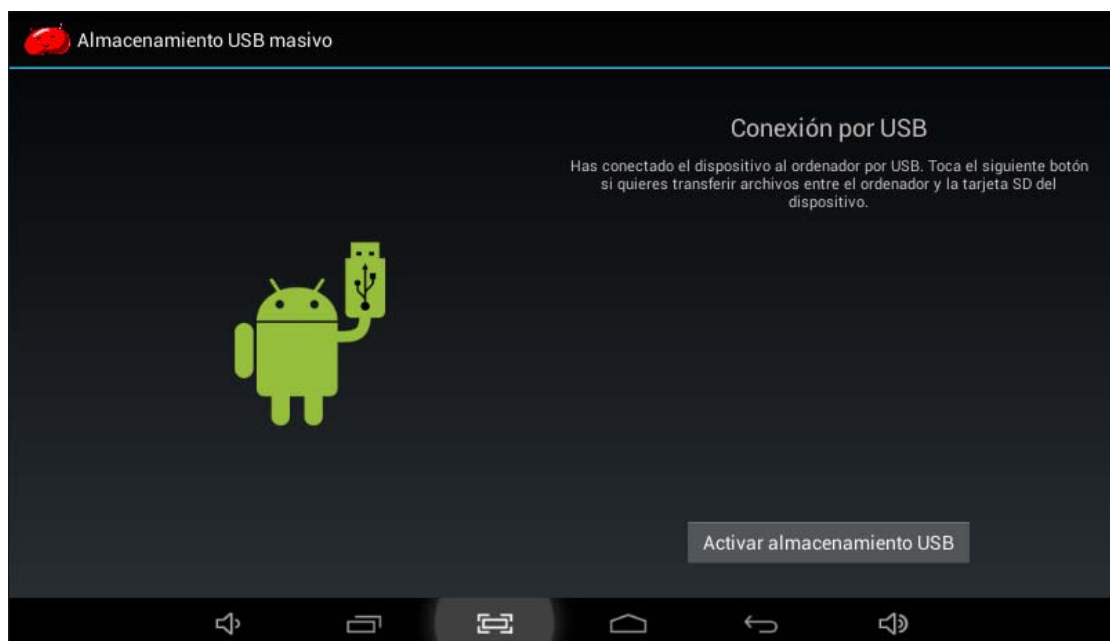 Almacenamiento USB masivo
Conexión por USB
Has conectado el dispositivo al ordenador por USB. Toca el siguiente botón
si quieres transferir archivos entre el ordenador y la tarjeta SD del
dispositivo.
Activar almacenamiento USB